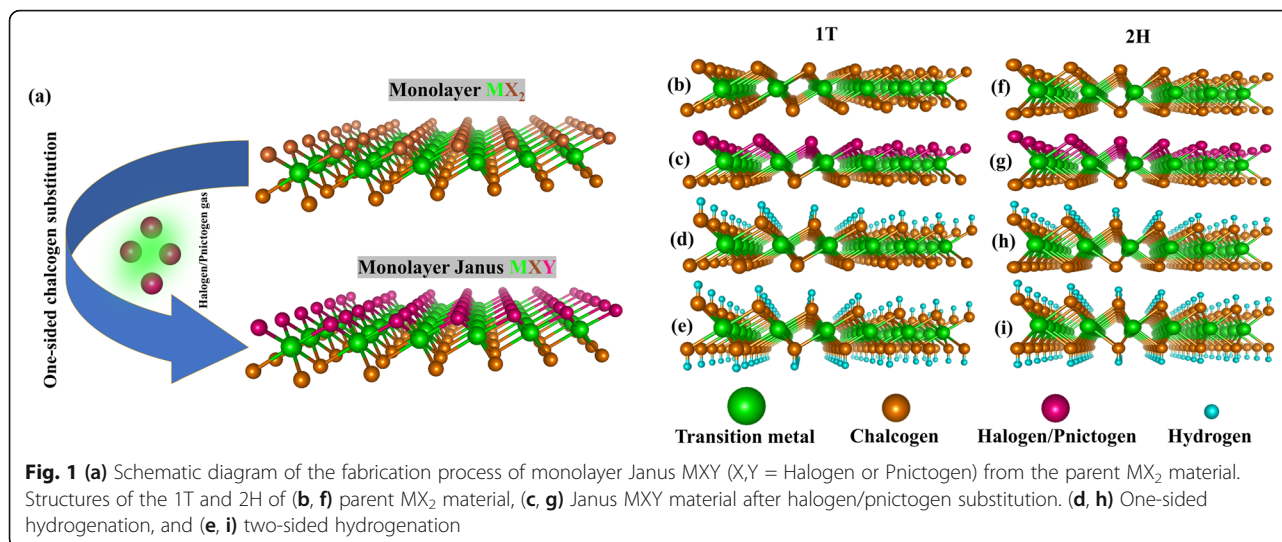 (a)
One-sided chalcogen substitution
Monolayer MX₂
Halogen/Pnictogen gas
Monolayer Janus MXY
1T
2H
(b)
(f)
(c)
(g)
(d)
(h)
(e)
(i)
Transition metal
Chalcogen
Halogen/Pnictogen
Hydrogen
Fig. 1 (a) Schematic diagram of the fabrication process of monolayer Janus MXY (X,Y = Halogen or Pnictogen) from the parent MX₂ material.
Structures of the 1T and 2H of (b, f) parent MX₂ material, (c, g) Janus MXY material after halogen/pnictogen substitution. (d, h) One-sided
hydrogenation, and (e, i) two-sided hydrogenation